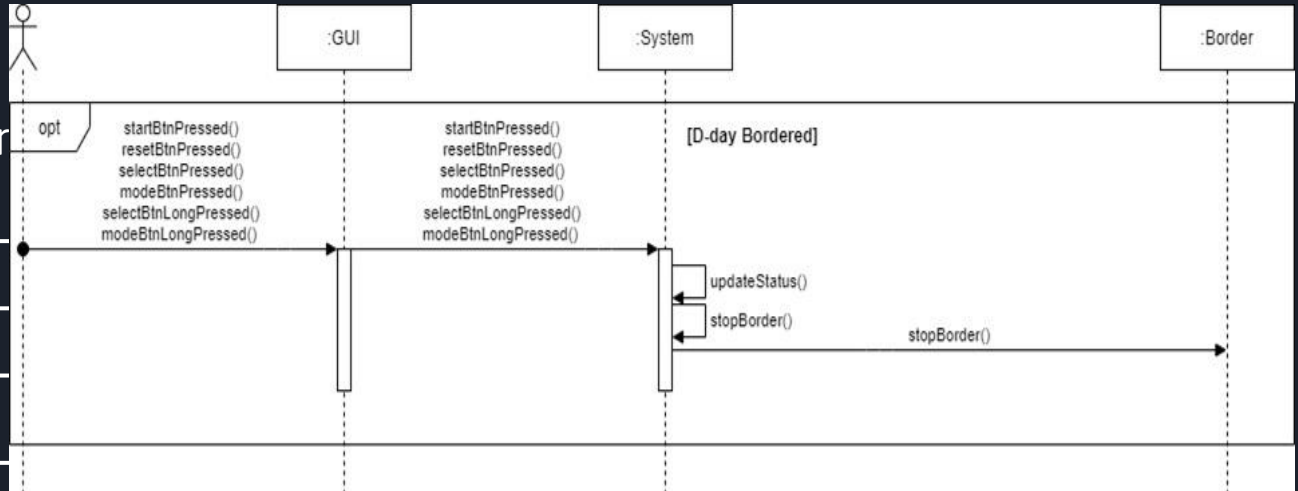 :GUI
:System
:Border
opt
startBtnPressed()
resetBtnPressed()
selectBtnPressed()
modeBtnPressed()
selectBtnLongPressed()
modeBtnLongPressed()
startBtnPressed()
resetBtnPressed()
selectBtnPressed()
modeBtnPressed()
selectBtnLongPressed()
modeBtnLongPressed()
[D-day Bordered]
updateStatus()
stopBorder()
stopBorder()